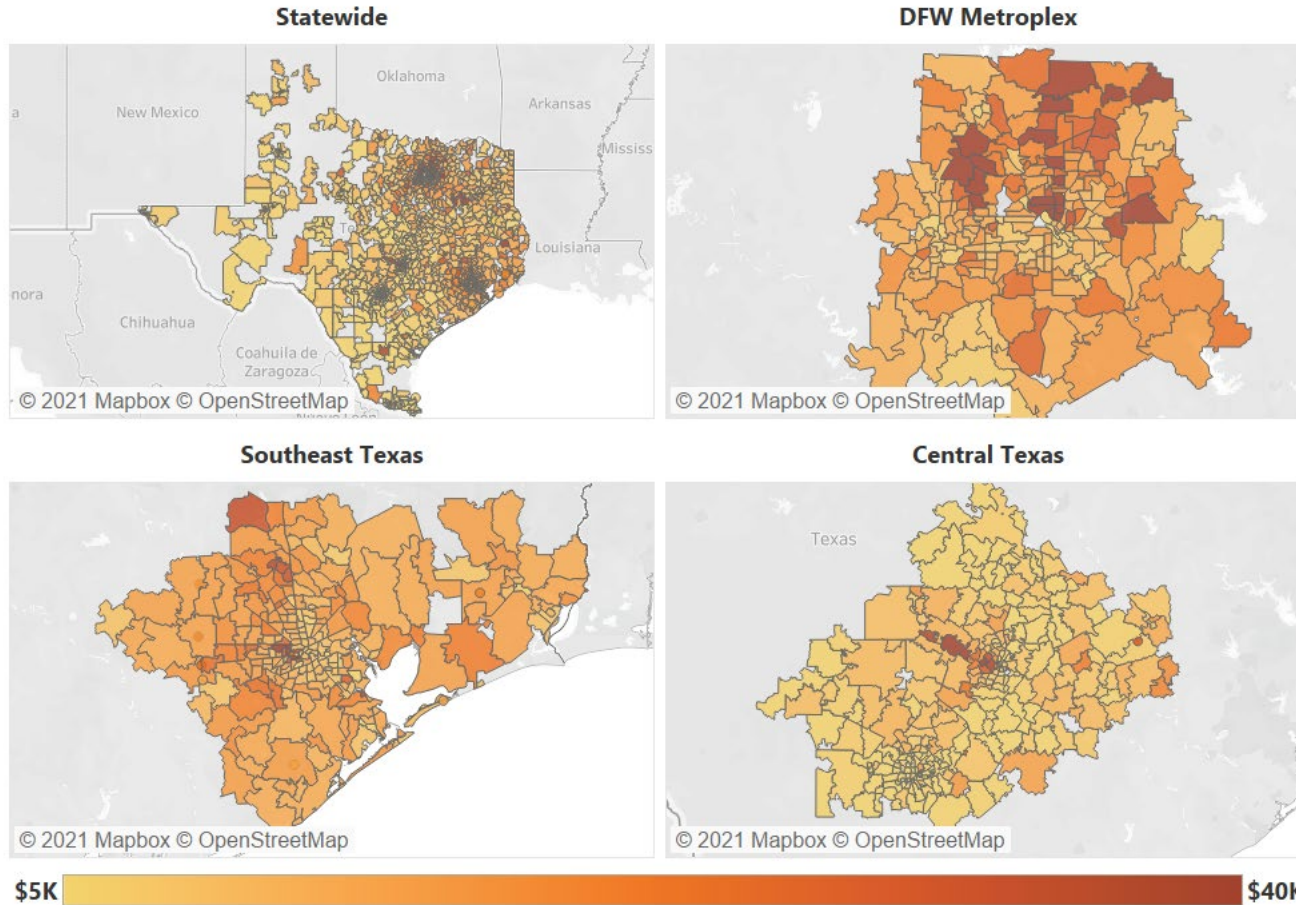 Statewide
DFW Metroplex
Oklahoma
New Mexico
Arkansas
a
Mississ
Louisiana
nora
Chihuahua
Coahuila de
Zaragoza
© 2021 Mapbox © OpenStreetMap
© 2021 Mapbox © OpenStreetMap
Southeast Texas
Central Texas
Texas
© 2021 Mapbox © OpenStreetMap
© 2021 Mapbox © OpenStreetMap
$5K
$40K